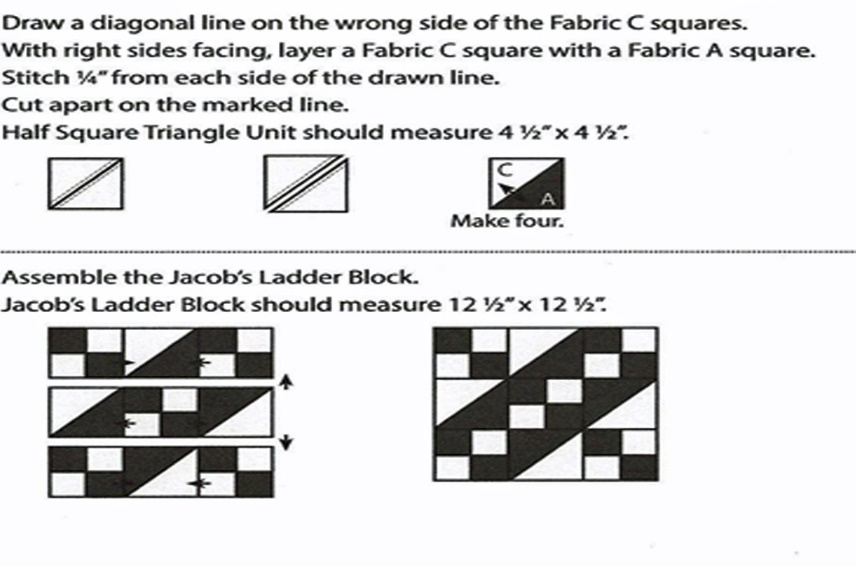 Draw a diagonal line on the wrong side of the Fabric C squares.
With right sides facing, layer a Fabric C square with a Fabric A square.
Stitch ¼” from each side of the drawn line.
Cut apart on the marked line.
Half Square Triangle Unit should measure 4 ½” x 4 ½”.
C
A
Make four.
Assemble the Jacob’s Ladder Block.
Jacob’s Ladder Block should measure 12 ½” x 12 ½”.